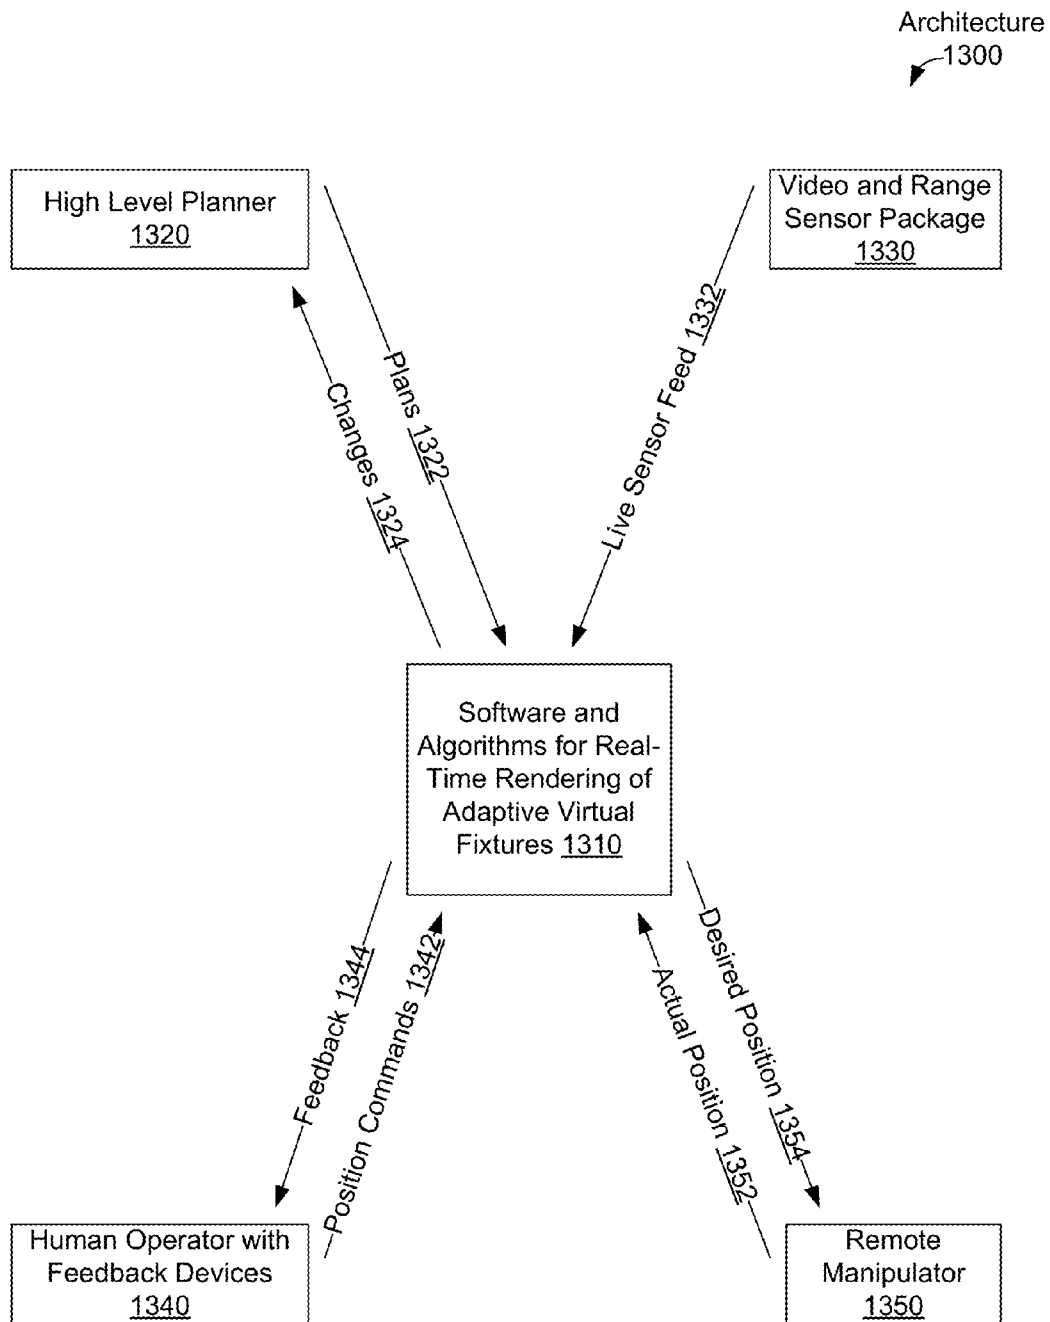 Architecture
1300
High Level Planner
1320
Video and Range
Sensor Package
1330
Plans 1322
Changes 1324
Live Sensor Feed 1332
Software and
Algorithms for Real-
Time Rendering of
Adaptive Virtual
Fixtures 1310
Feedback 1344
Position Commands 1342
Actual Position 1352
Desired Position 1354
Human Operator with
Feedback Devices
1340
Remote
Manipulator
1350